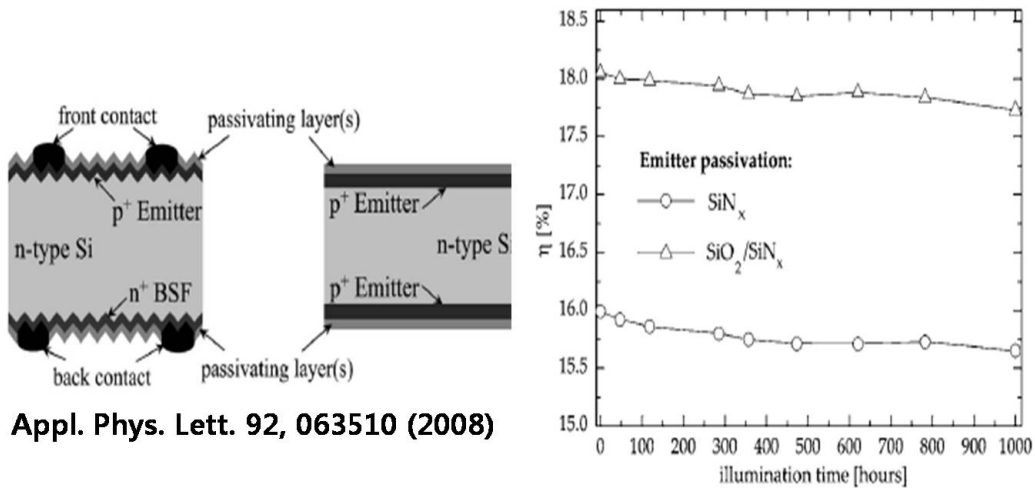 front contact
passivating layer(s)
p+ Emitter
n-type Si
n+ BSF
back contact
passivating layer(s)
p+ Emitter
n-type Si
p+ Emitter
Appl. Phys. Lett. 92, 063510 (2008)
18.5
18.0
17.5
17.0
16.5
16.0
15.5
15.0
η [%]
Emitter passivation:
SiNx
SiO2/SiNx
0 100 200 300 400 500 600 700 800 900 1000
illumination time [hours]